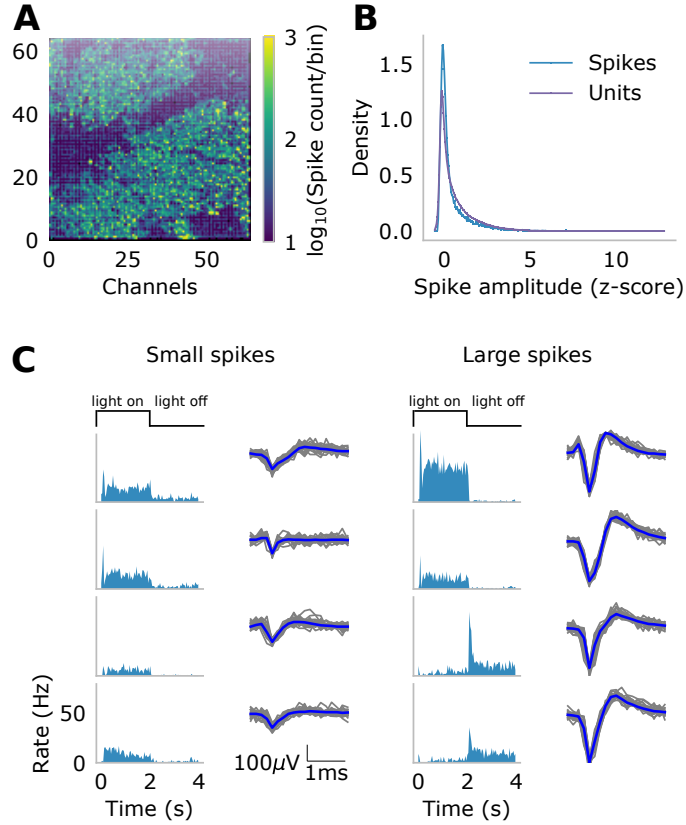 A
60
40
20
0
0
25
50
Channels
3
2
1
log10(Spike count/bin)
B
1.5
1.0
0.5
0.0
Density
Spikes
Units
0
5
10
Spike amplitude (z-score)
C
Small spikes
Large spikes
light on
light off
light on
light off
50
0
Rate (Hz)
0
2
4
Time (s)
100μV
1ms
0
2
4
Time (s)